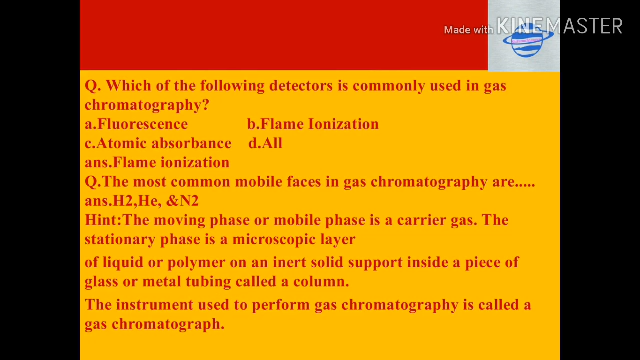 Made with KINEMASTER
Q. Which of the following detectors is commonly used in gas
chromatography?
a.Fluorescence b.Flame Ionization
c.Atomic absorbance d.All
ans.Flame ionization
Q.The most common mobile faces in gas chromatography are.....
ans.H2,He, &N2
Hint:The moving phase or mobile phase is a carrier gas. The
stationary phase is a microscopic layer
of liquid or polymer on an inert solid support inside a piece of
glass or metal tubing called a column.
The instrument used to perform gas chromatography is called a
gas chromatograph.